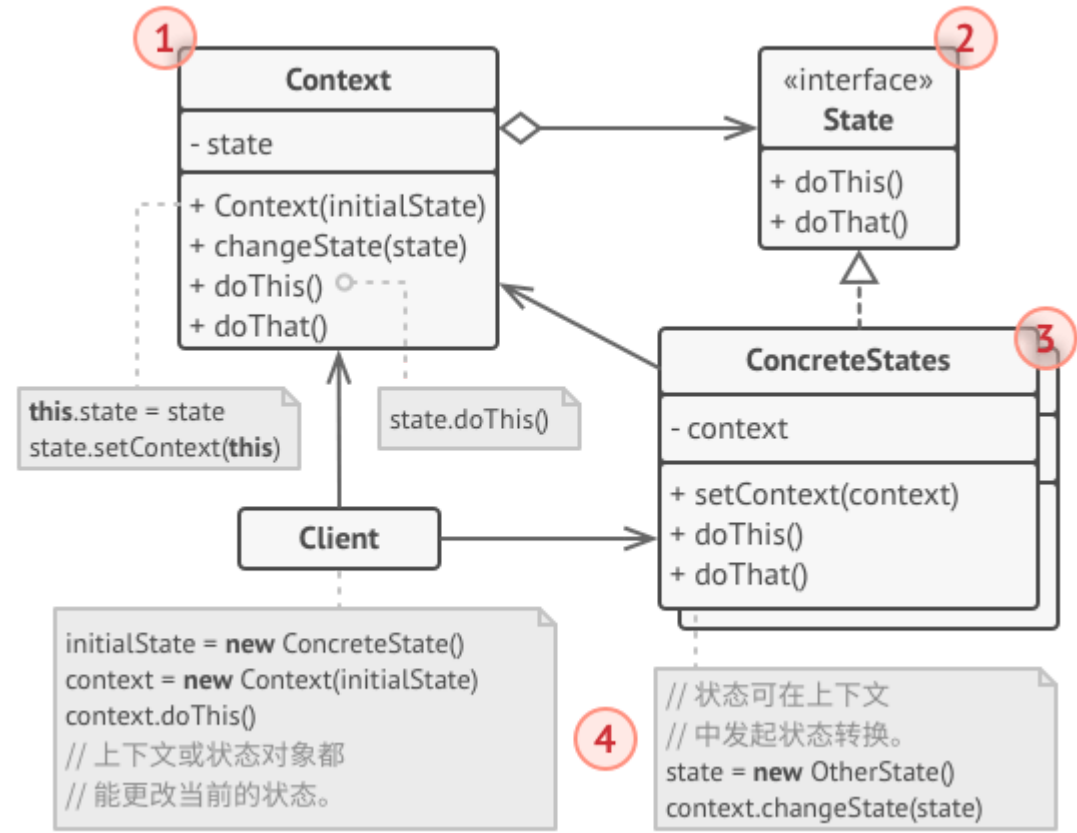 1
Context
- state
+ Context(initialState)
+ changeState(state)
+ doThis()
+ doThat()
2
«interface»
State
+ doThis()
+ doThat()
this.state = state
state.setContext(this)
state.doThis()
3
ConcreteStates
- context
+ setContext(context)
+ doThis()
+ doThat()
Client
initialState = new ConcreteState()
context = new Context(initialState)
context.doThis()
// 上下文或状态对象都
// 能更改当前的状态。
4
// 状态可在上下文
// 中发起状态转换。
state = new OtherState()
context.changeState(state)